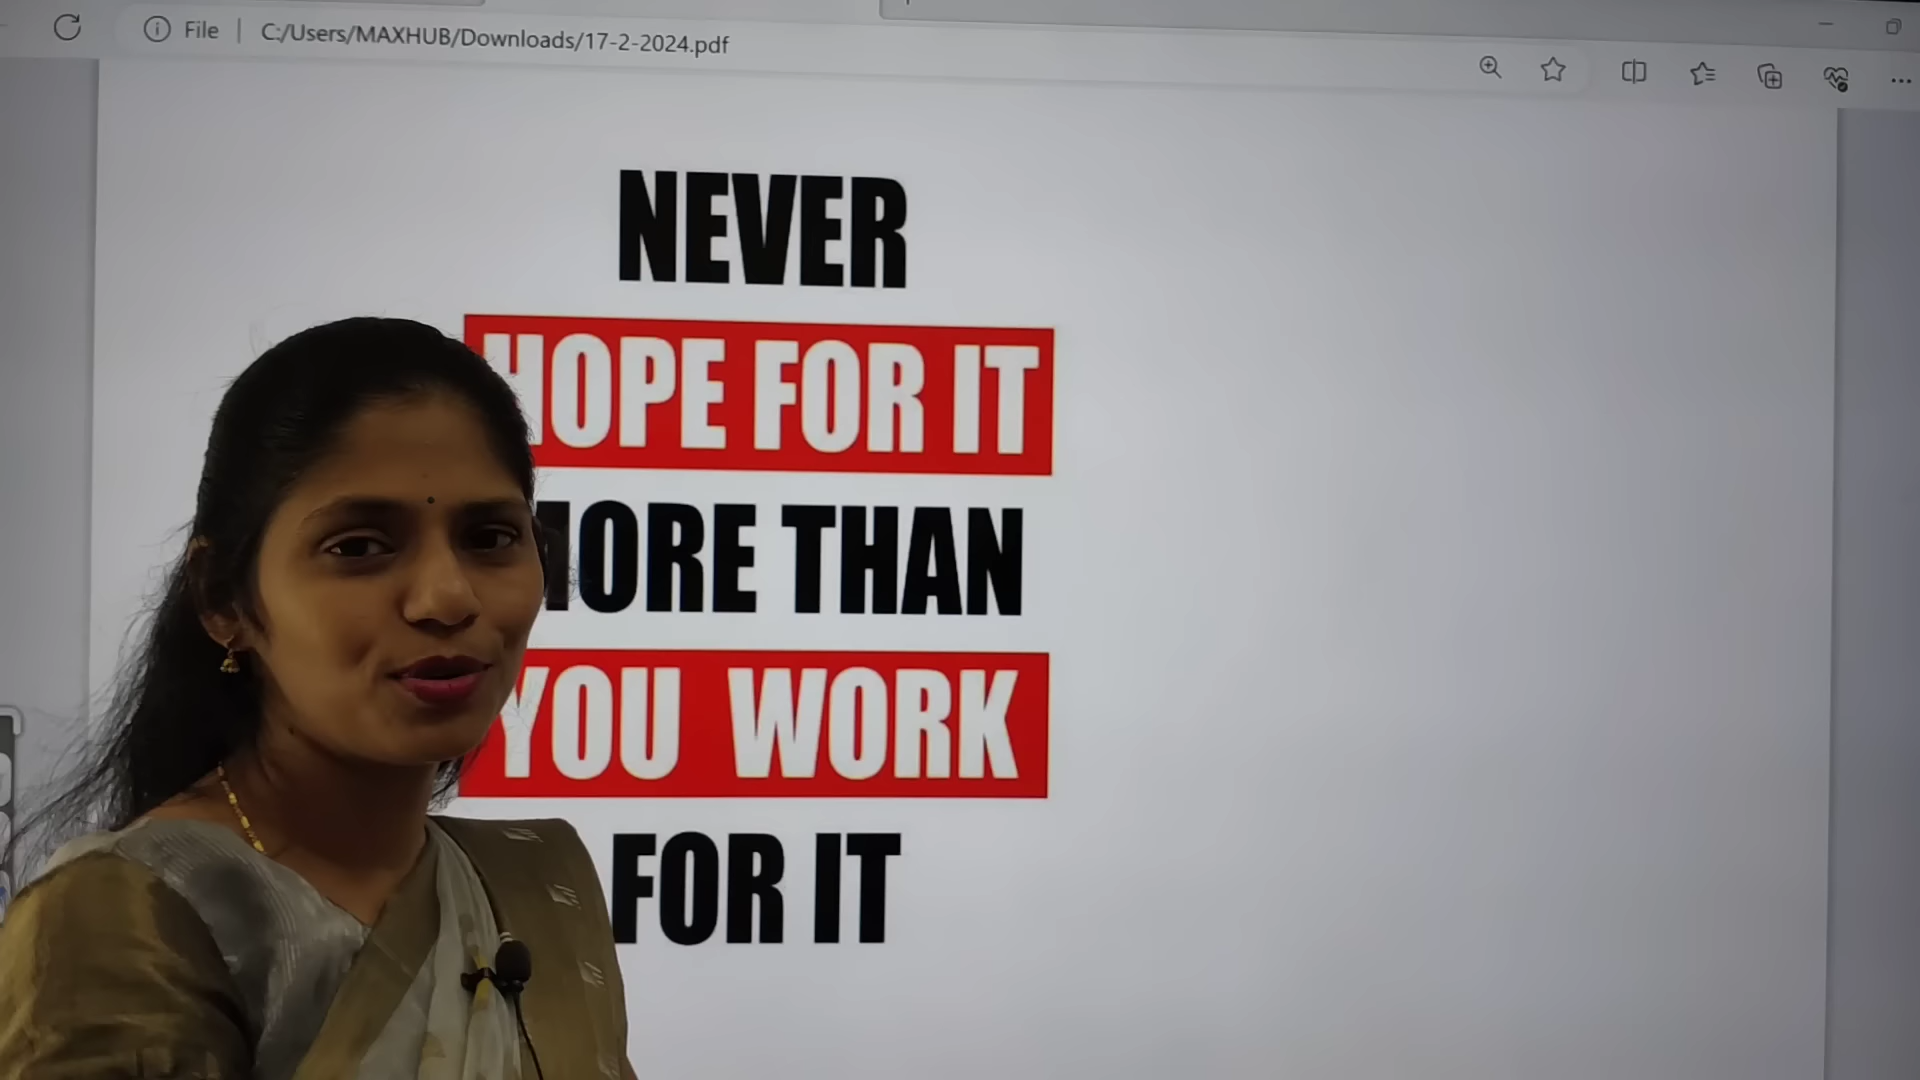 File
C:/Users/MAXHUB/Downloads/17-2-2024.pdf
NEVER
HOPE FOR IT
MORE THAN
YOU WORK
FOR IT